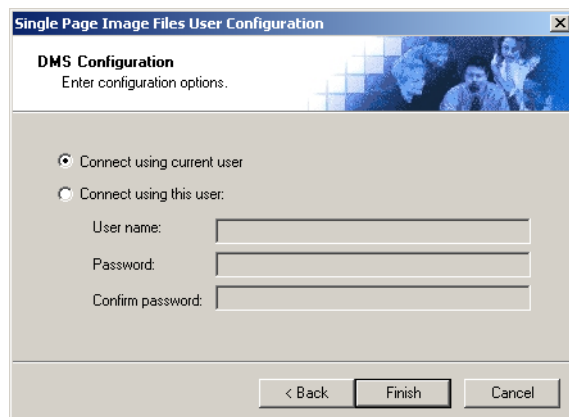 Single Page Image Files User Configuration
DMS Configuration
Enter configuration options.
Connect using current user
Connect using this user:
User name:
Password:
Confirm password:
< Back Finish Cancel